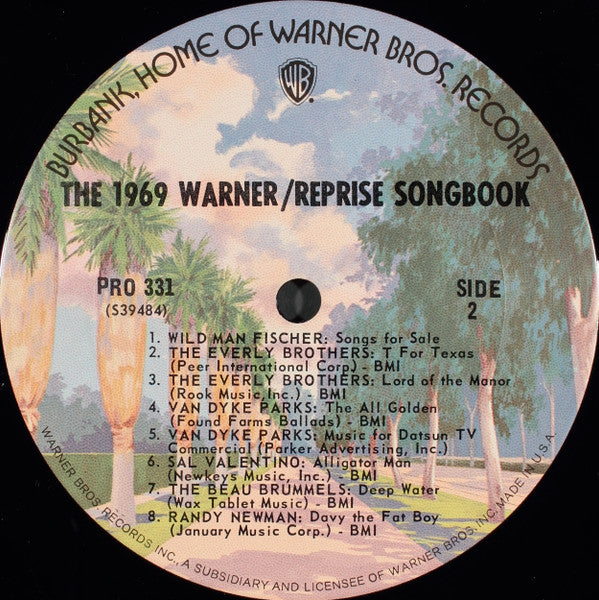 BURBANK, HOME OF WARNER BROS. RECORDS
WB
THE 1969 WARNER/REPRISE SONGBOOK
PRO 331
(S39484)
SIDE
2
1. WILD MAN FISCHER: Songs for Sale
2. THE EVERLY BROTHERS: T For Texas
(Peer International Corp) - BMI
3. THE EVERLY BROTHERS: Lord of the Manor
(Rook Music, Inc.) - BMI
4. VAN DYKE PARKS: The All Golden
(Found Farms Ballads) - BMI
5. VAN DYKE PARKS: Music for Datsun TV
Commercial (Parker Advertising, Inc.)
6. SAL VALENTINO: Alligator Man
(Newkeys Music, Inc.) - BMI
7. THE BEAU BRUMMELS: Deep Water
(Wax Tablet Music) - BMI
8. RANDY NEWMAN: Davy the Fat Boy
(January Music Corp.) - BMI
WARNER BROS. RECORDS INC., A SUBSIDIARY AND LICENSEE OF WARNER BROS. INC. MADE IN U.S.A.